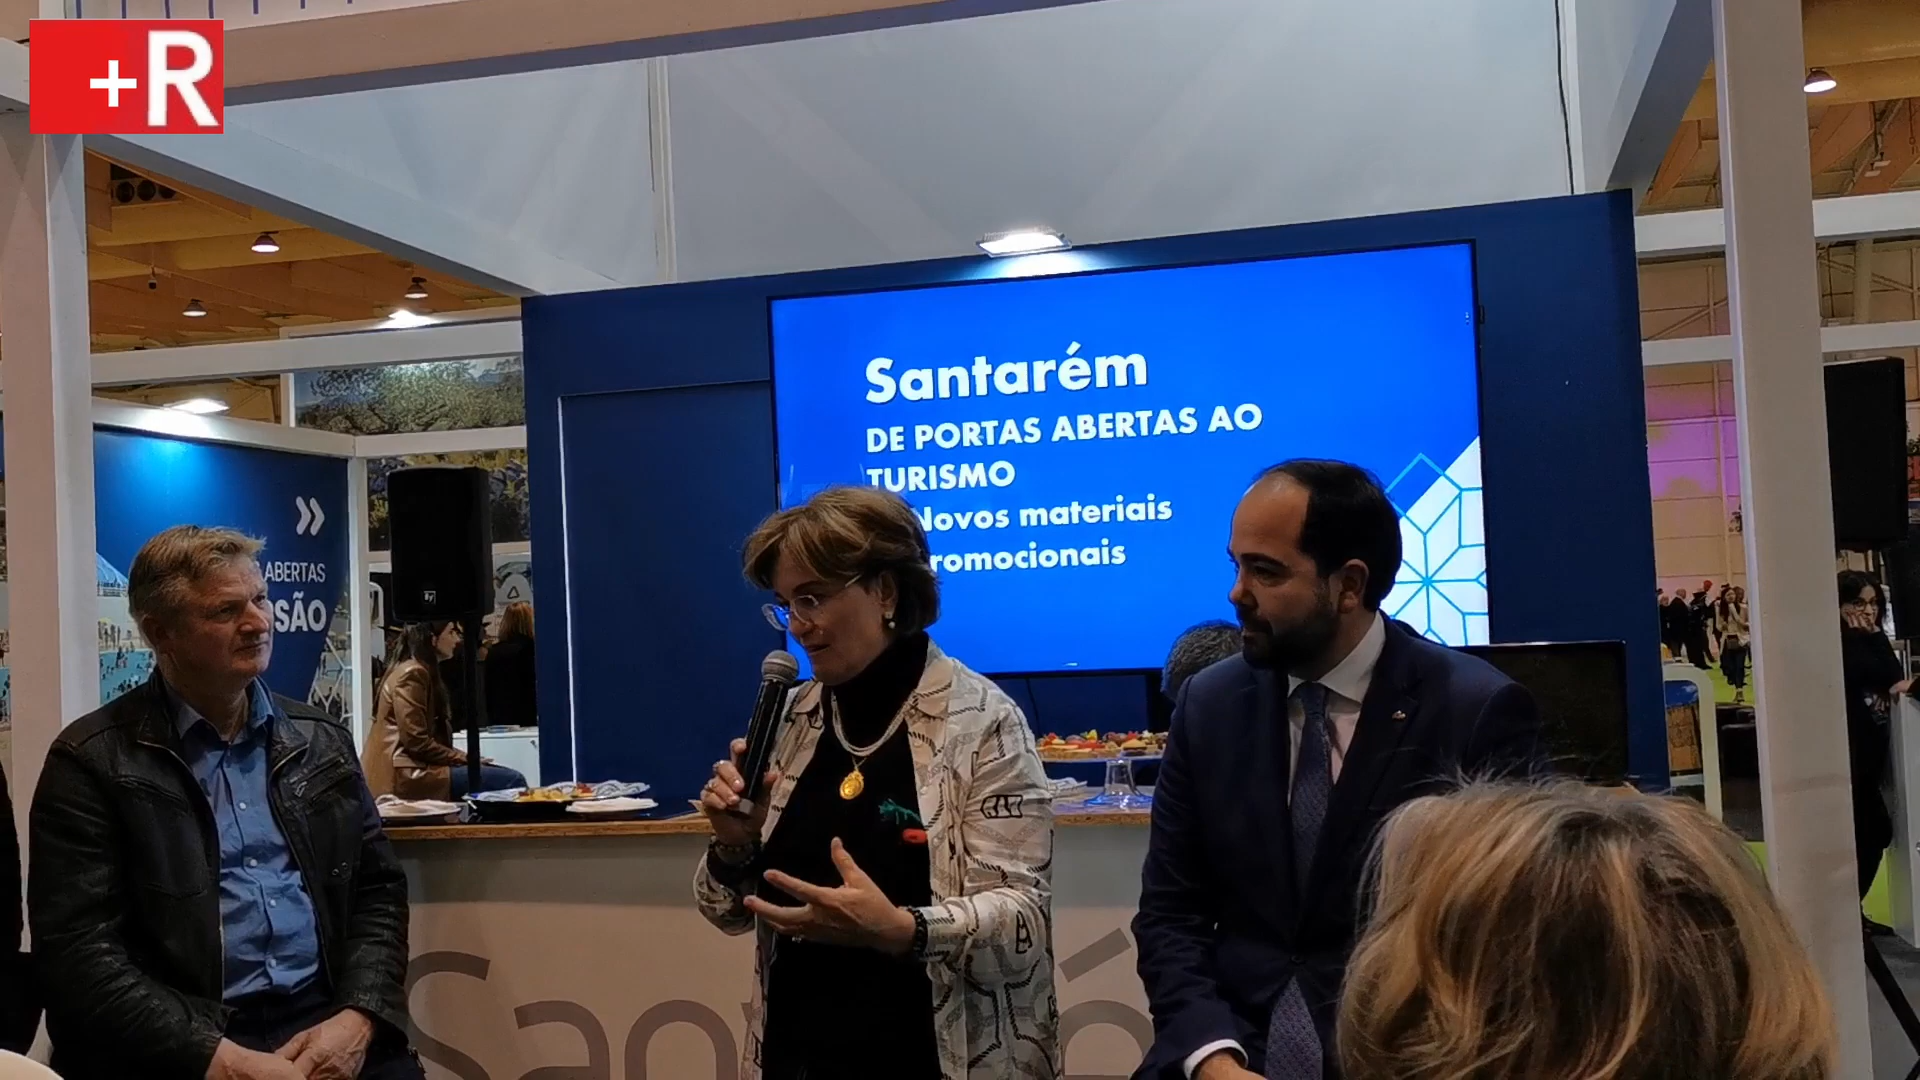 +R
Santarém
DE PORTAS ABERTAS AO
TURISMO
Novos materiais
romocionais
ABERTAS
SÃO